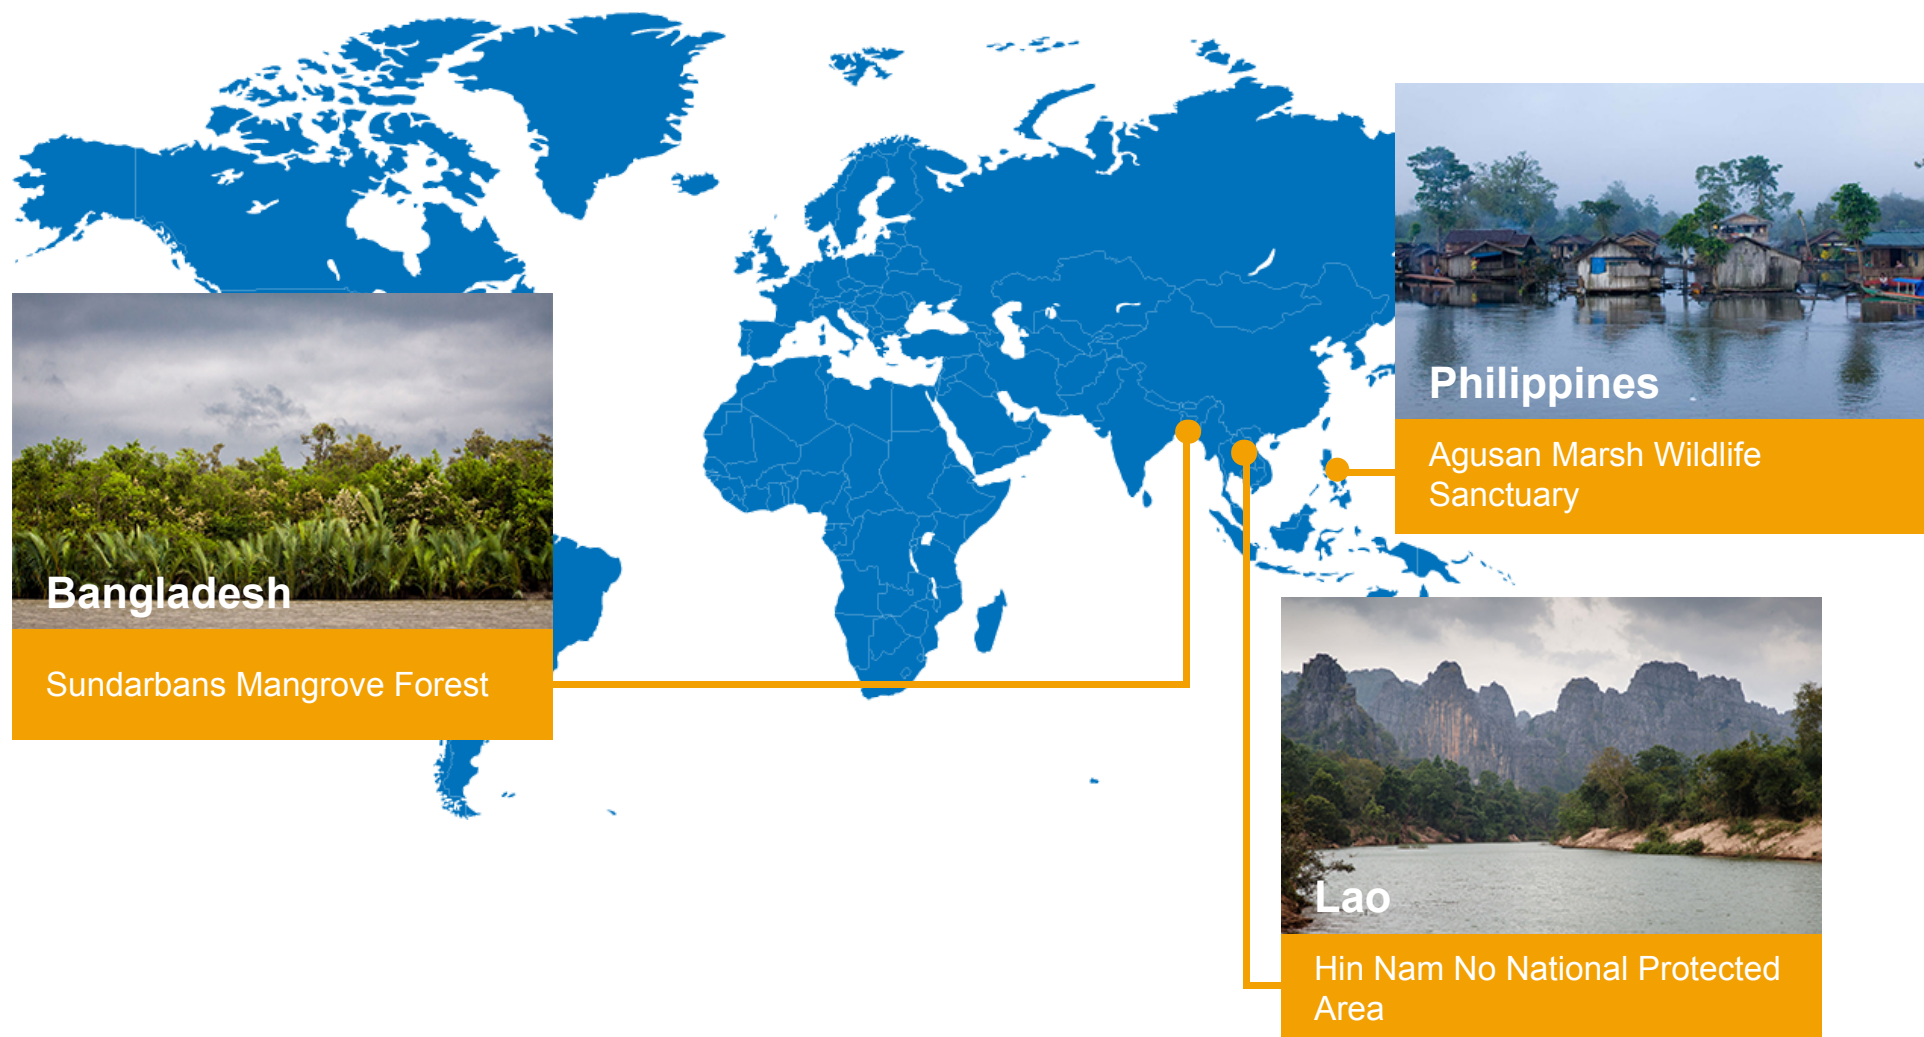 Philippines
Agusan Marsh Wildlife
Sanctuary
Bangladesh
Sundarbans Mangrove Forest
Lao
Hin Nam No National Protected
Area